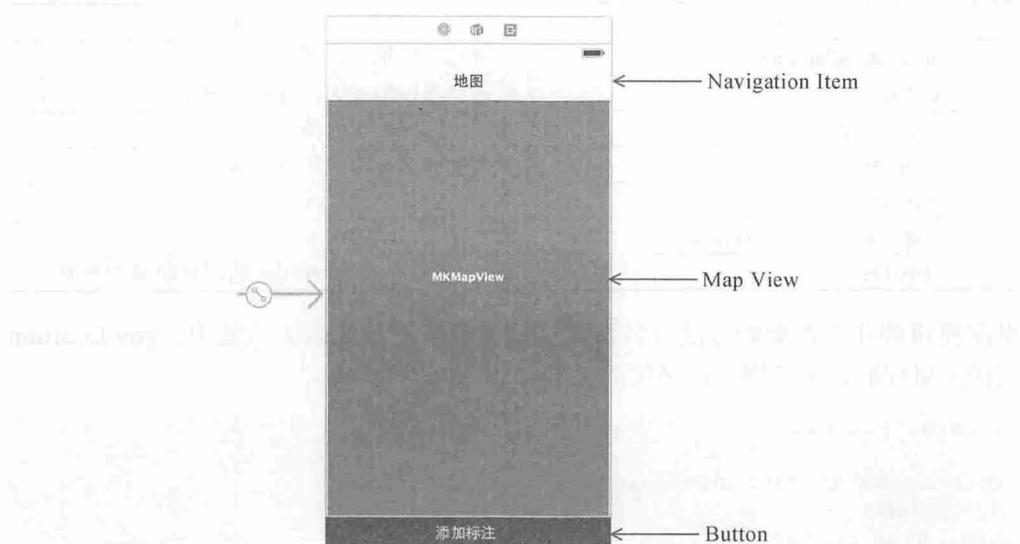 地图
Navigation Item
MKMapView
Map View
添加标注
Button